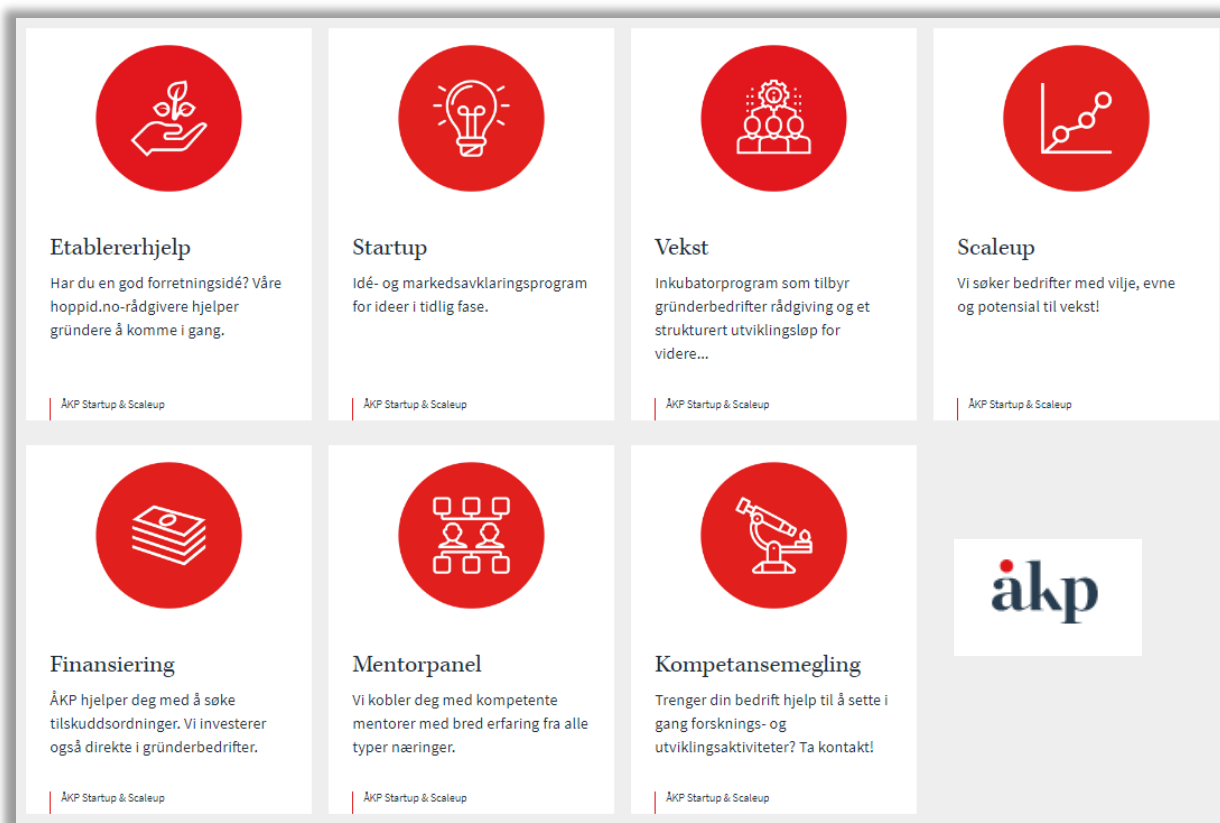 Etablererhjelp
Har du en god forretningsidé? Våre
hoppid.no-rådgivere hjelper
gründere å komme i gang.
ÅKP Startup & Scaleup
Startup
Idé- og markedsavklaringsprogram
for ideer i tidlig fase.
ÅKP Startup & Scaleup
Vekst
Inkubatorprogram som tilbyr
gründerbedrifter rådgiving og et
strukturert utviklingsløp for
videre...
ÅKP Startup & Scaleup
Scaleup
Vi søker bedrifter med vilje, evne
og potensial til vekst!
ÅKP Startup & Scaleup
Finansiering
ÅKP hjelper deg med å søke
tilskuddsordninger. Vi investerer
også direkte i gründerbedrifter.
ÅKP Startup & Scaleup
Mentorpanel
Vi kobler deg med kompetente
mentorer med bred erfaring fra alle
typer næringer.
ÅKP Startup & Scaleup
Kompetansemegling
Trenger din bedrift hjelp til å sette i
gang forsknings- og
utviklingsaktiviteter? Ta kontakt!
ÅKP Startup & Scaleup
åkp